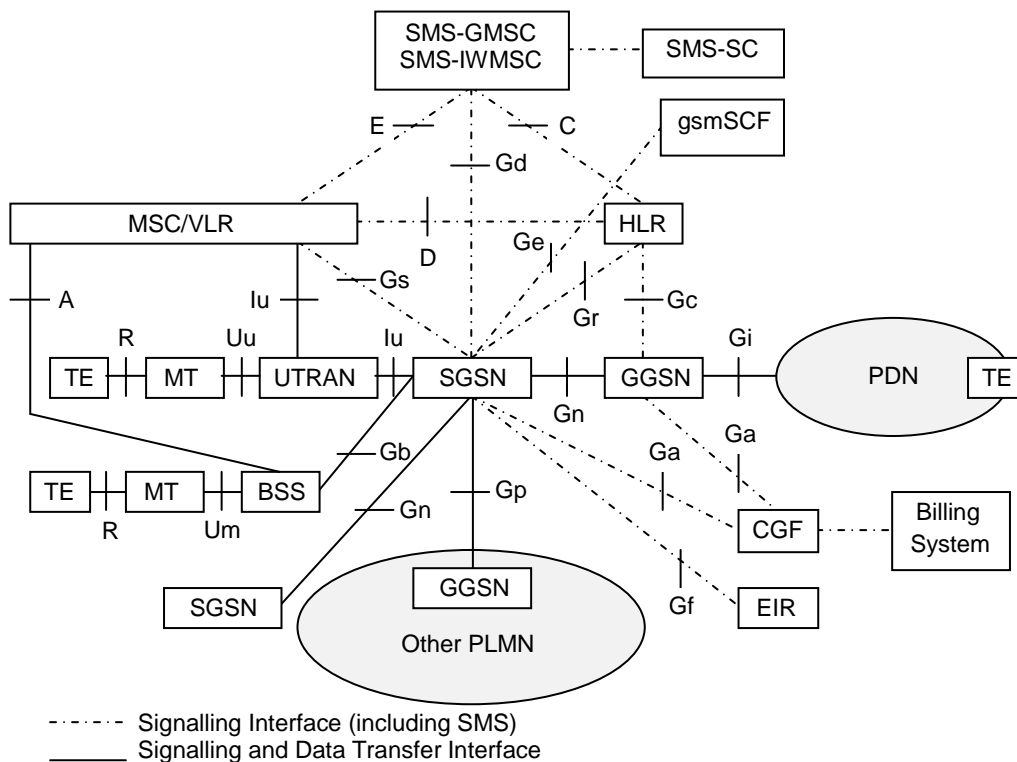 SMS-GMSC
SMS-IWMSC
SMS-SC
gsmSCF
E
C
Gd
MSC/VLR
HLR
D
Ge
Gs
Gr
Gc
A
Iu
R
Uu
Iu
Gi
TE
MT
UTRAN
SGSN
GGSN
PDN
TE
Gn
Gb
Ga
Ga
TE
MT
BSS
Gn
Gp
R
Um
CGF
Billing
System
SGSN
GGSN
Gf
EIR
Other PLMN
Signalling Interface (including SMS)
Signalling and Data Transfer Interface